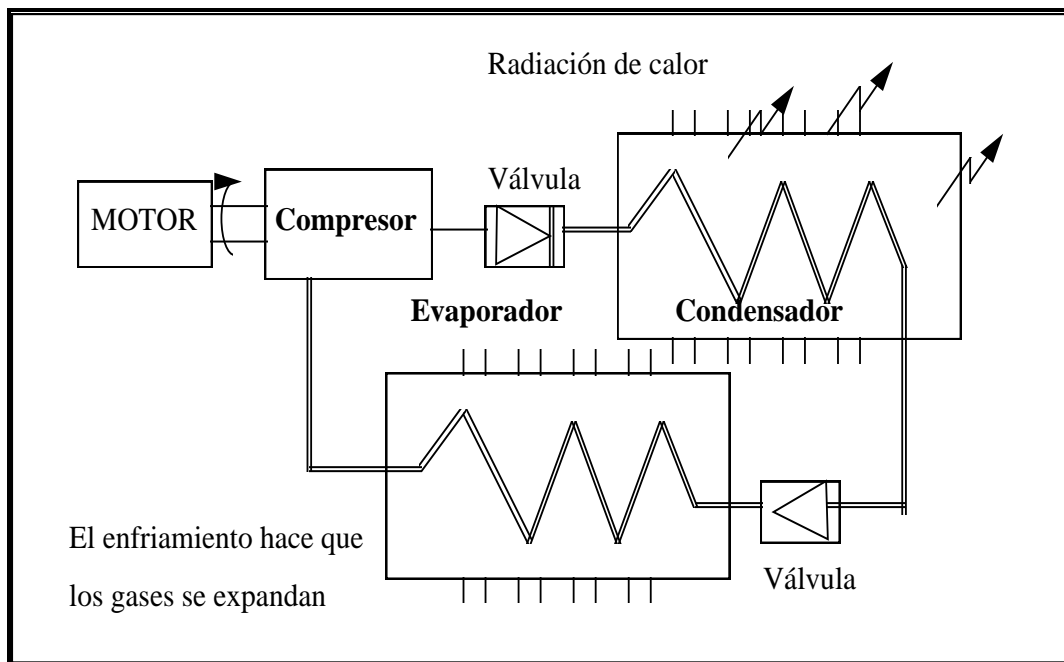 Radiación de calor
Válvula
MOTOR
Compresor
Evaporador
Condensador
El enfriamiento hace que
los gases se expandan
Válvula